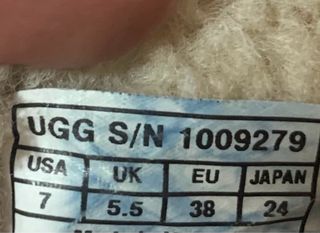 UGG S/N 1009279
USA UK EU JAPAN
7 5.5 38 24